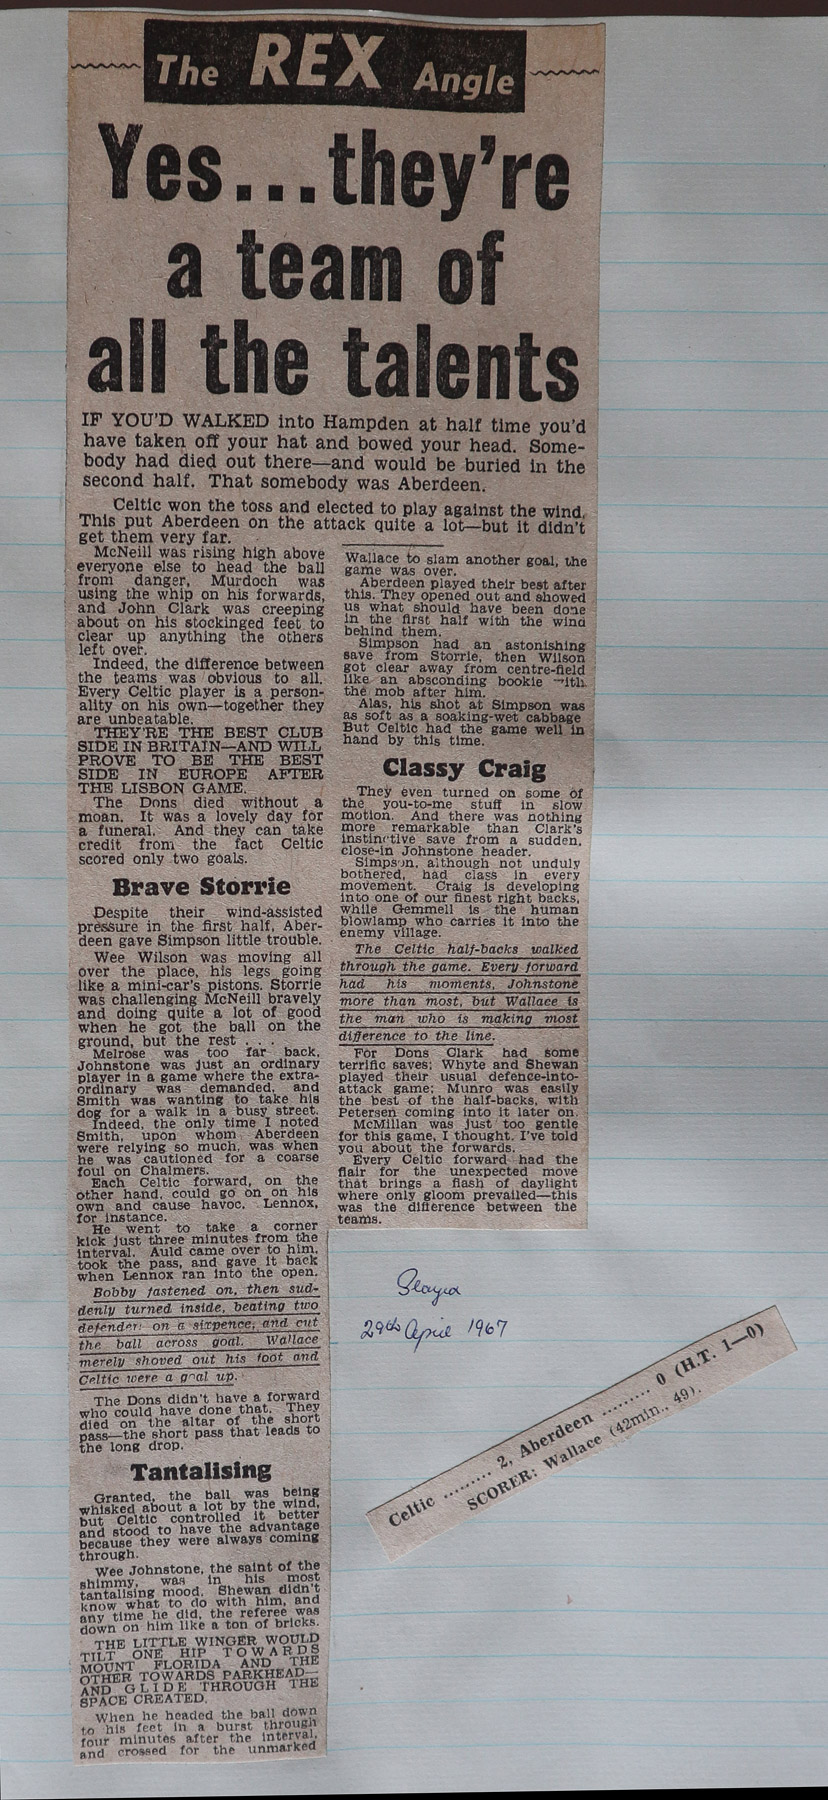 The REX Angle
Yes...they're
a team of
all the talents
IF YOU'D WALKED into Hampden at half time you'd
have taken off your hat and bowed your head. Some-
body had died out there—and would be buried in the
second half. That somebody was Aberdeen.
Celtic won the toss and elected to play against the wind.
This put Aberdeen on the attack quite a lot—but it didn't
get them very far.
McNeill was rising high above
everyone else to head the ball
from danger, Murdoch was
using the whip on his forwards,
and John Clark was creeping
about on his stockinged feet to
clear up anything the others
left over.
Indeed, the difference between
the teams was obvious to all.
Every Celtic player is a person-
ality on his own—together they
are unbeatable.
THEY'RE THE BEST CLUB
SIDE IN BRITAIN—AND WILL
PROVE TO BE THE BEST
SIDE IN EUROPE AFTER
THE LISBON GAME.
The Dons died without a
moan. It was a lovely day for
a funeral. And they can take
credit from the fact Celtic
scored only two goals.
Brave Storrie
Despite their wind-assisted
pressure in the first half, Aber-
deen gave Simpson little trouble.
Wee Wilson was moving all
over the place, his legs going
like a mini-car's pistons. Storrie
was challenging McNeill bravely
and doing quite a lot of good
when he got the ball on the
ground, but the rest . . .
Melrose was too far back,
Johnstone was just an ordinary
player in a game where the extra-
ordinary was demanded, and
Smith was wanting to take his
dog for a walk in a busy street.
Indeed, the only time I noted
Smith, upon whom Aberdeen
were relying so much, was when
he was cautioned for a coarse
foul on Chalmers.
Each Celtic forward, on the
other hand, could go on on his
own and cause havoc. Lennox,
for instance.
He went to take a corner
kick just three minutes from the
interval. Auld came over to him,
took the pass, and gave it back
when Lennox ran into the open.
Bobby fastened on, then sud-
denly turned inside, beating two
defenders on a sixpence, and cut
the ball across goal. Wallace
merely shoved out his foot and
Celtic were a goal up.
The Dons didn't have a forward
who could have done that. They
died on the altar of the short
pass—the short pass that leads to
the long drop.
Tantalising
Granted, the ball was being
whisked about a lot by the wind,
but Celtic controlled it better
and stood to have the advantage
because they were always coming
through.
Wee Johnstone, the saint of the
shimmy, was in his most
tantalising mood. Shewan didn't
know what to do with him, and
any time he did, the referee was
down on him like a ton of bricks.
THE LITTLE WINGER WOULD
TILT ONE HIP TOWARDS
MOUNT FLORIDA AND THE
OTHER TOWARDS PARKHEAD—
AND GLIDE THROUGH THE
SPACE CREATED.
When he headed the ball down
to his feet in a burst through
four minutes after the interval,
and crossed for the unmarked
Wallace to slam another goal, the
game was over.
Aberdeen played their best after
this. They opened out and showed
us what should have been done
in the first half with the wind
behind them.
Simpson had an astonishing
save from Storrie, then Wilson
got clear away from centre-field
like an absconding bookie with
the mob after him.
Alas, his shot at Simpson was
as soft as a soaking-wet cabbage
But Celtic had the game well in
hand by this time.
Classy Craig
They even turned on some of
the you-to-me stuff in slow
motion. And there was nothing
more remarkable than Clark's
instinctive save from a sudden,
close-in Johnstone header.
Simpson, although not unduly
bothered, had class in every
movement. Craig is developing
into one of our finest right backs,
while Gemmell is the human
blowlamp who carries it into the
enemy village.
The Celtic half-backs walked
through the game. Every forward
had his moments, Johnstone
more than most, but Wallace is
the man who is making most
difference to the line.
For Dons Clark had some
terrific saves; Whyte and Shewan
played their usual defence-into-
attack game; Munro was easily
the best of the half-backs, with
Petersen coming into it later on.
McMillan was just too gentle
for this game, I thought. I've told
you about the forwards.
Every Celtic forward had the
flair for the unexpected move
that brings a flash of daylight
where only gloom prevailed—this
was the difference between the
teams.
29th April 1967
Celtic ......... 2, Aberdeen ......... 0 (H.T. 1—0)
SCORER: Wallace (42min., 49).